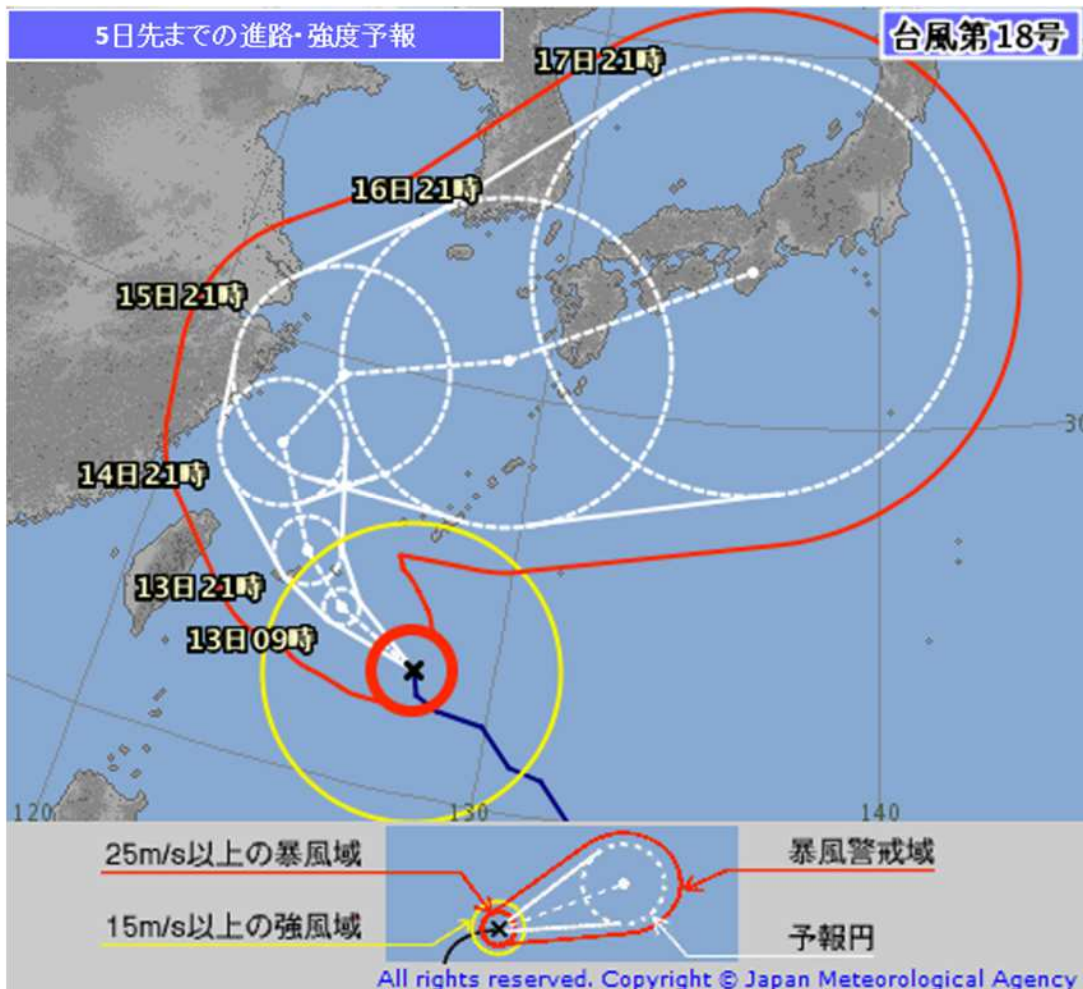 5日先までの進路・強度予報
台風第18号
17日21時
16日21時
15日21時
14日21時
13日21時
13日09時
30
120
130
140
25m/s以上の暴風域
暴風警戒域
15m/s以上の強風域
予報円
All rights reserved. Copyright © Japan Meteorological Agency